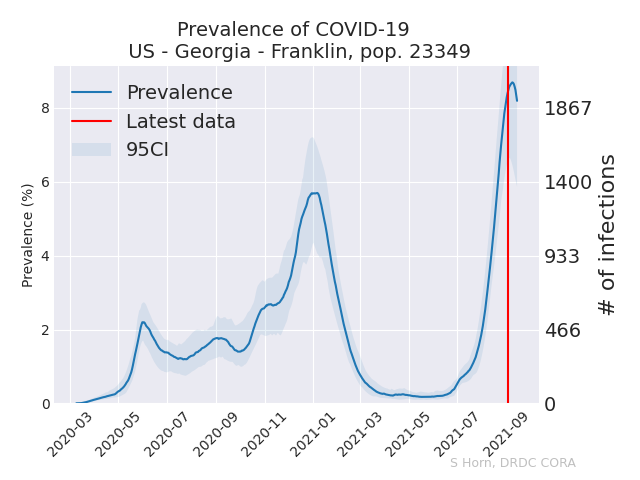 Prevalence of COVID-19
US - Georgia - Franklin, pop. 23349
Prevalence
Latest data
95CI
8
6
4
2
0
Prevalence (%)
1867
1400
933
466
0
# of infections
2020-03
2020-05
2020-07
2020-09
2020-11
2021-01
2021-03
2021-05
2021-07
2021-09
S Horn, DRDC CORA